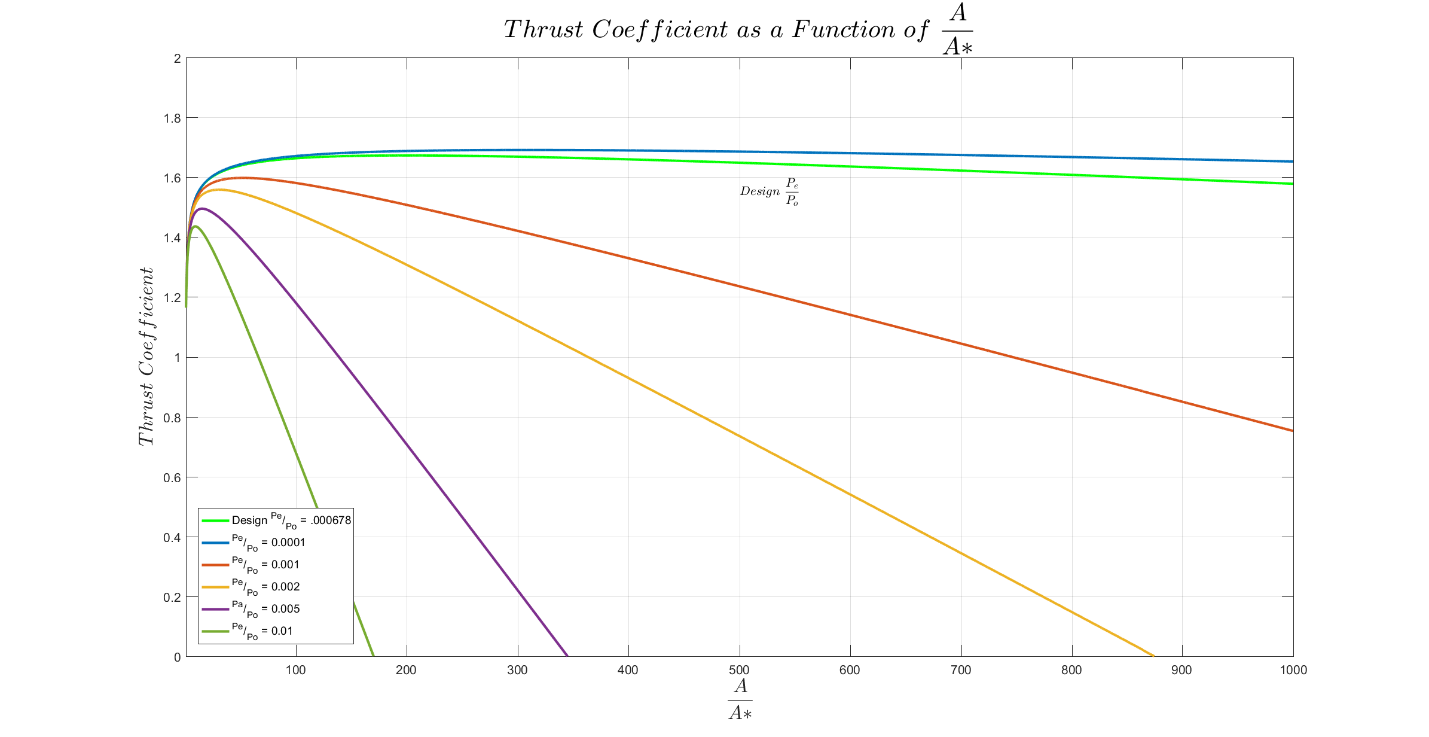 Thrust Coefficient as a Function of A/A*
2
1.8
1.6
1.4
1.2
1
0.8
0.6
0.4
0.2
0
Thrust Coefficient
Design Pe/Po
Design Pe/Po = .000678
Pe/Po = 0.0001
Pe/Po = 0.001
Pe/Po = 0.002
Pa/Po = 0.005
Pe/Po = 0.01
100 200 300 400 500 600 700 800 900 1000
A/A*